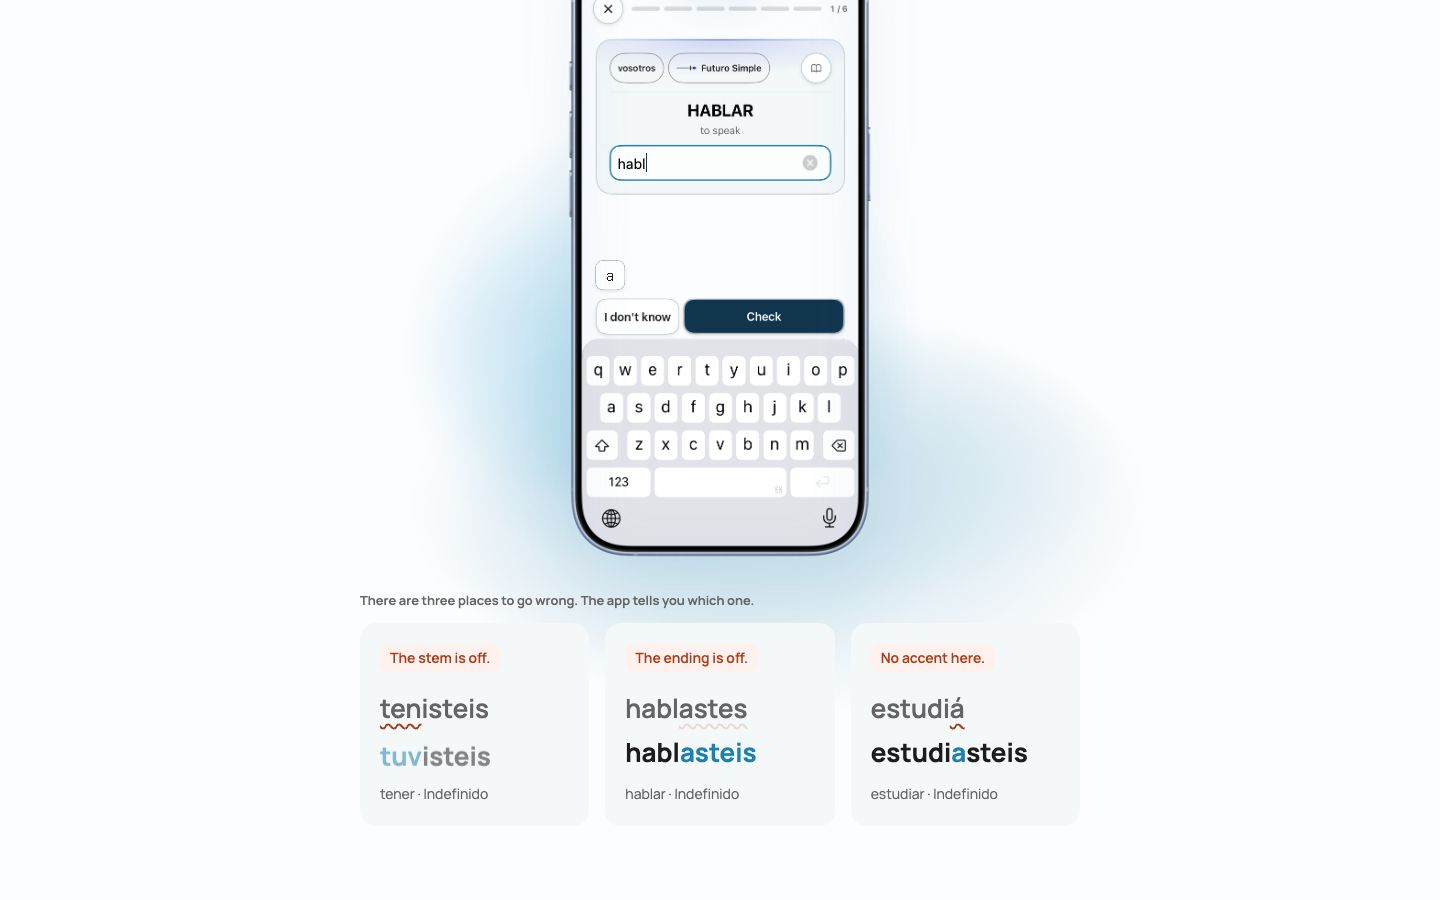 1 / 6
vosotros
Futuro Simple
HABLAR
to speak
habl
a
I don't know
Check
q w e r t y u i o p
a s d f g h j k l
z x c v b n m
123
EN
There are three places to go wrong. The app tells you which one.
The stem is off.
tenisteis
tuvisteis
tener · Indefinido
The ending is off.
hablastes
hablasteis
hablar · Indefinido
No accent here.
estudiá
estudiasteis
estudiar · Indefinido